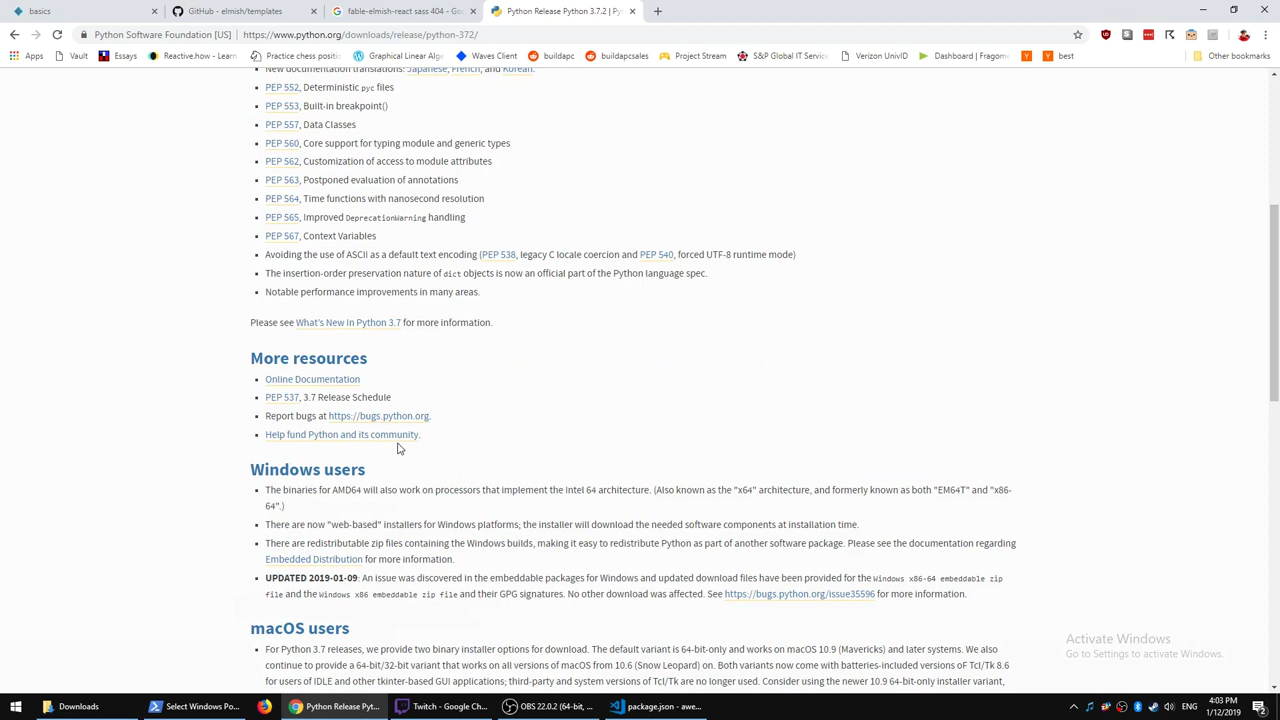 basics
GitHub - elmish/templates
fable-elmish-react sass 404 - Go
Python Release Python 3.7.2 | Py
Python Software Foundation [US] | https://www.python.org/downloads/release/python-372/
Apps
Vault
Essays
Reactive.how — Learn
Practice chess positi
Graphical Linear Alge
Waves Client
buildapc
buildapcsales
Project Stream
S&P Global IT Servic
Verizon UnivID
Dashboard | Fragom
best
Other bookmarks
New documentation translations: Japanese, French, and Korean.
PEP 552, Deterministic pyc files
PEP 553, Built-in breakpoint()
PEP 557, Data Classes
PEP 560, Core support for typing module and generic types
PEP 562, Customization of access to module attributes
PEP 563, Postponed evaluation of annotations
PEP 564, Time functions with nanosecond resolution
PEP 565, Improved DeprecationWarning handling
PEP 567, Context Variables
Avoiding the use of ASCII as a default text encoding (PEP 538, legacy C locale coercion and PEP 540, forced UTF-8 runtime mode)
The insertion-order preservation nature of dict objects is now an official part of the Python language spec.
Notable performance improvements in many areas.
Please see What's New In Python 3.7 for more information.
More resources
Online Documentation
PEP 537, 3.7 Release Schedule
Report bugs at https://bugs.python.org.
Help fund Python and its community.
Windows users
The binaries for AMD64 will also work on processors that implement the Intel 64 architecture. (Also known as the "x64" architecture, and formerly known as both "EM64T" and "x86-
64".)
There are now "web-based" installers for Windows platforms; the installer will download the needed software components at installation time.
There are redistributable zip files containing the Windows builds, making it easy to redistribute Python as part of another software package. Please see the documentation regarding
Embedded Distribution for more information.
UPDATED 2019-01-09: An issue was discovered in the embeddable packages for Windows and updated download files have been provided for the Windows x86-64 embeddable zip
file and the Windows x86 embeddable zip file and their GPG signatures. No other download was affected. See https://bugs.python.org/issue35596 for more information.
macOS users
For Python 3.7 releases, we provide two binary installer options for download. The default variant is 64-bit-only and works on macOS 10.9 (Mavericks) and later systems. We also
continue to provide a 64-bit/32-bit variant that works on all versions of macOS from 10.6 (Snow Leopard) on. Both variants now come with batteries-included versions oF Tcl/Tk 8.6
for users of IDLE and other tkinter-based GUI applications; third-party and system versions of Tcl/Tk are no longer used. Consider using the newer 10.9 64-bit-only installer variant,
Activate Windows
Go to Settings to activate Windows.
Downloads
Select Windows Po...
Python Release Pyt...
Twitch - Google Ch...
OBS 22.0.2 (64-bit, ...
package.json - awe...
4:03 PM
1/12/2019